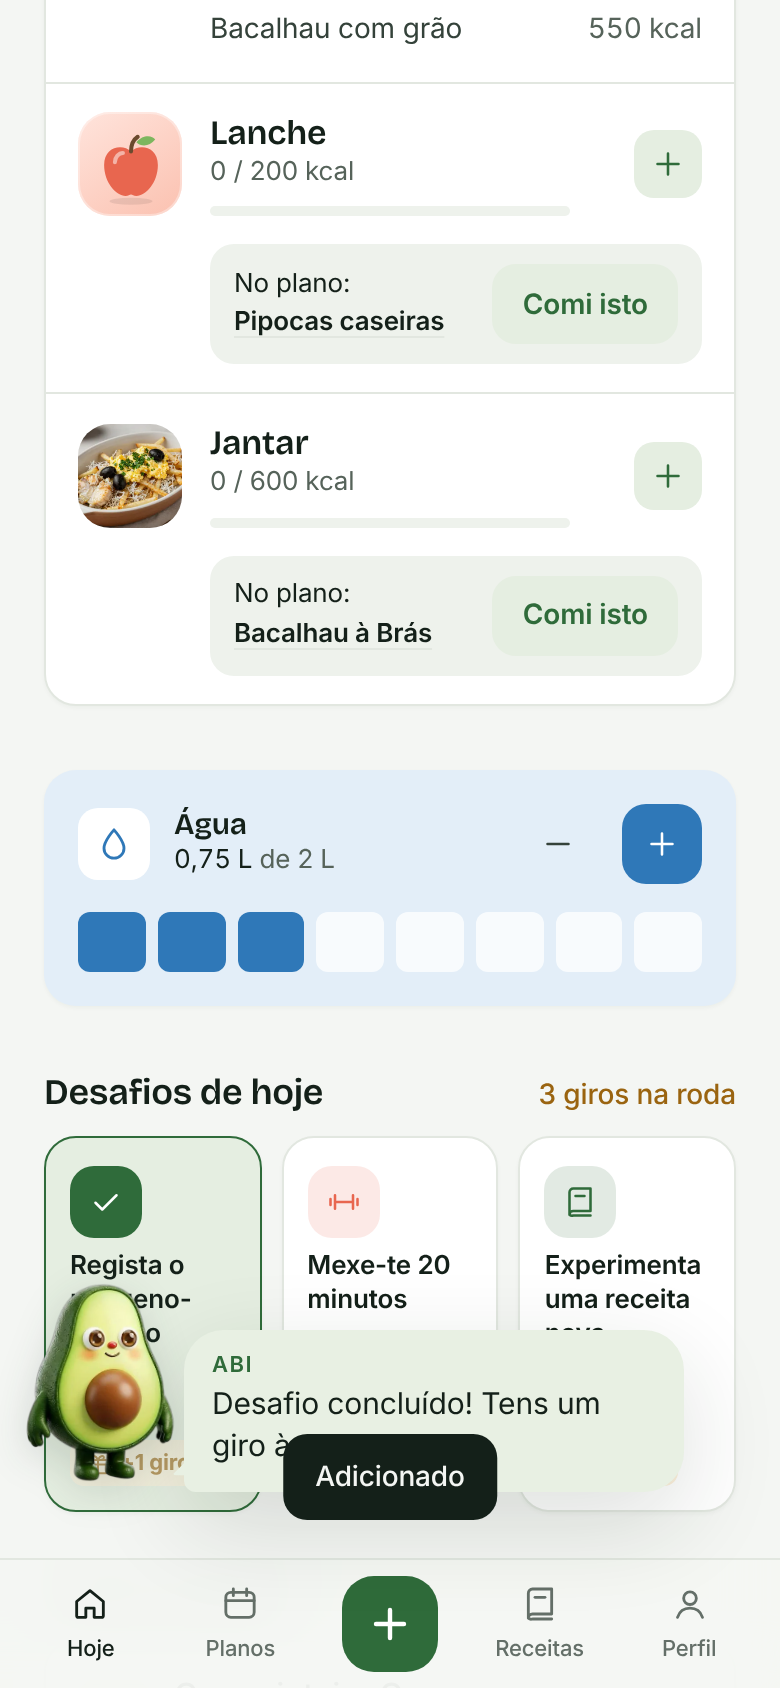 Bacalhau com grão 550 kcal
Lanche
0 / 200 kcal
No plano:
Pipocas caseiras
Comi isto
Jantar
0 / 600 kcal
No plano:
Bacalhau à Brás
Comi isto
Água
0,75 L de 2 L
Desafios de hoje
3 giros na roda
Regista o
Mexe-te 20
minutos
Experimenta
uma receita
ABI
Desafio concluído! Tens um
giro
Adicionado
Hoje
Planos
Receitas
Perfil